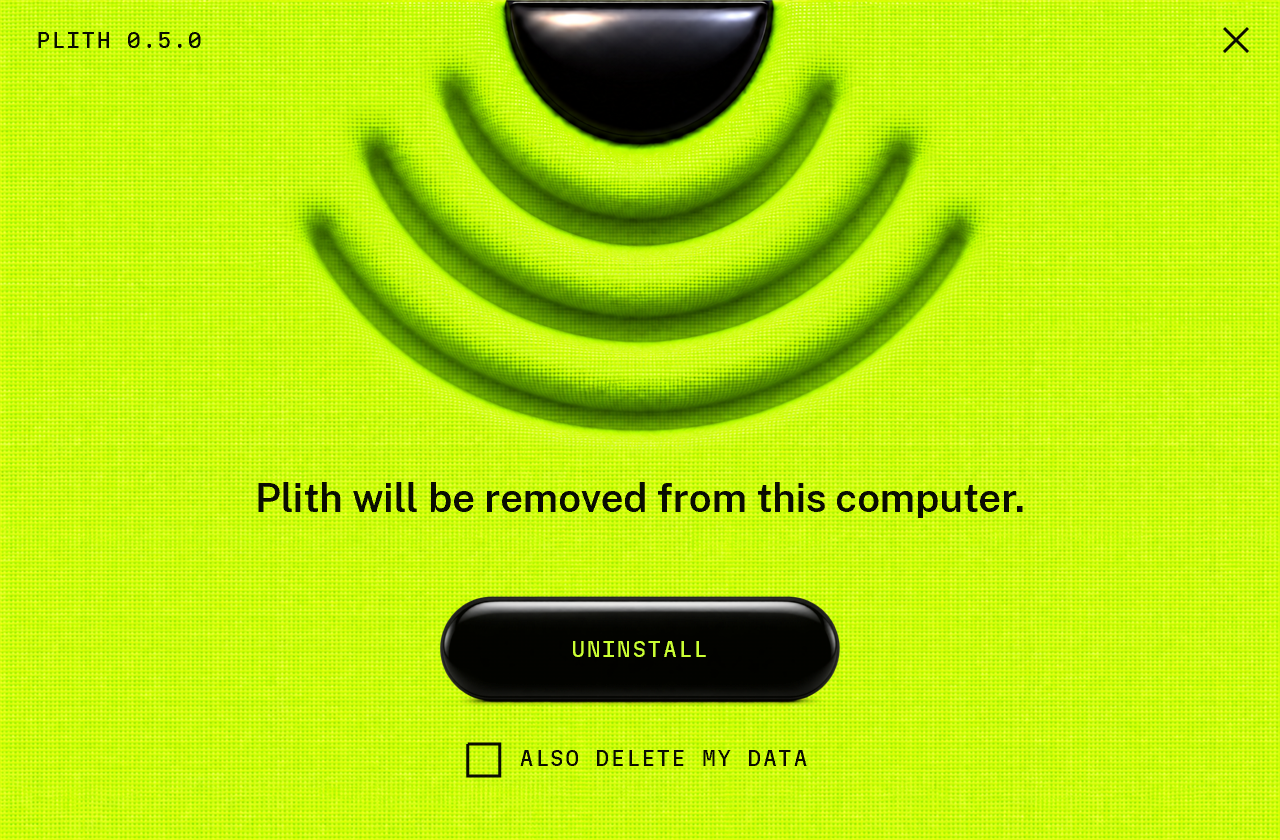 PLITH 0.5.0
Plith will be removed from this computer.
UNINSTALL
ALSO DELETE MY DATA